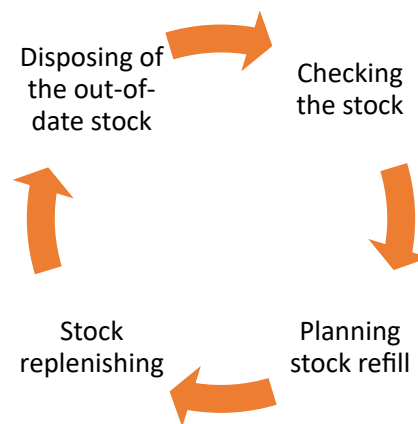 Disposing of
the out-of-
date stock
Checking
the stock
Planning
stock refill
Stock
replenishing